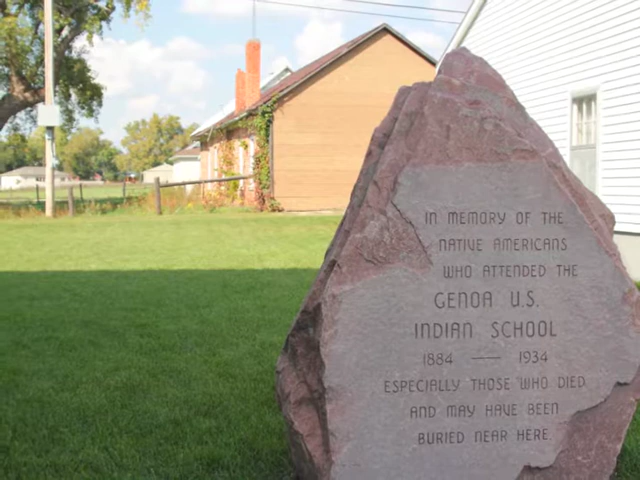 IN MEMORY OF THE
NATIVE AMERICANS
WHO ATTENDED THE
GENOA U.S.
INDIAN SCHOOL
1884 — 1934
ESPECIALLY THOSE WHO DIED
AND MAY HAVE BEEN
BURIED NEAR HERE.